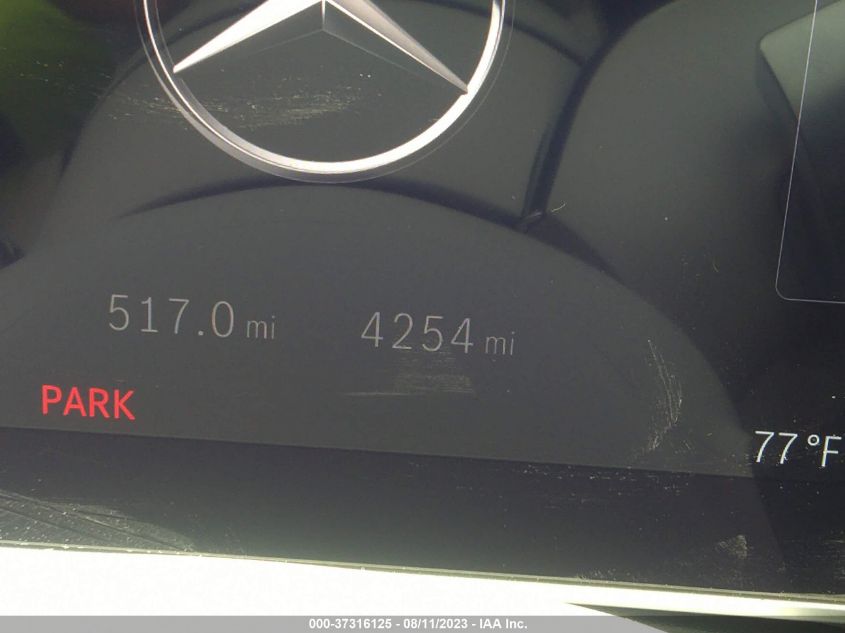 517.0 mi 4254 mi
PARK
77 °F
000-37316125 - 08/11/2023 - IAA Inc.